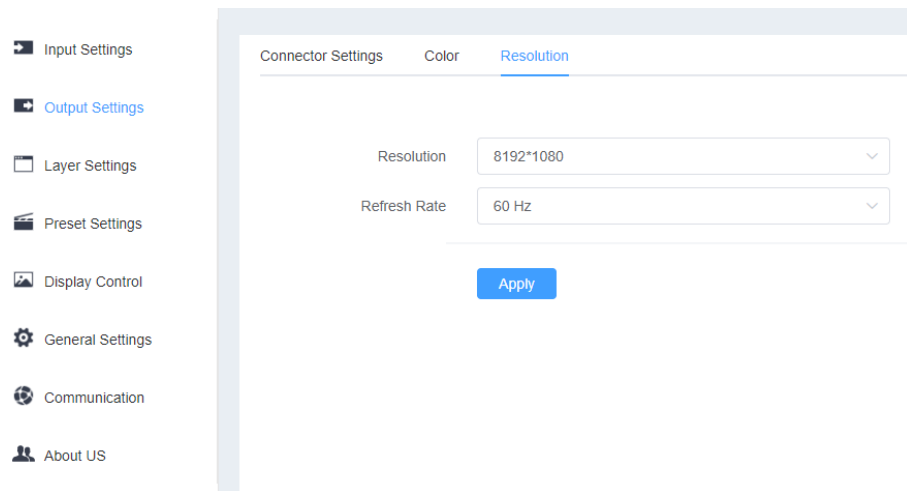 Input Settings
Output Settings
Layer Settings
Preset Settings
Display Control
General Settings
Communication
About US
Connector Settings Color Resolution
Resolution 8192*1080
Refresh Rate 60 Hz
Apply